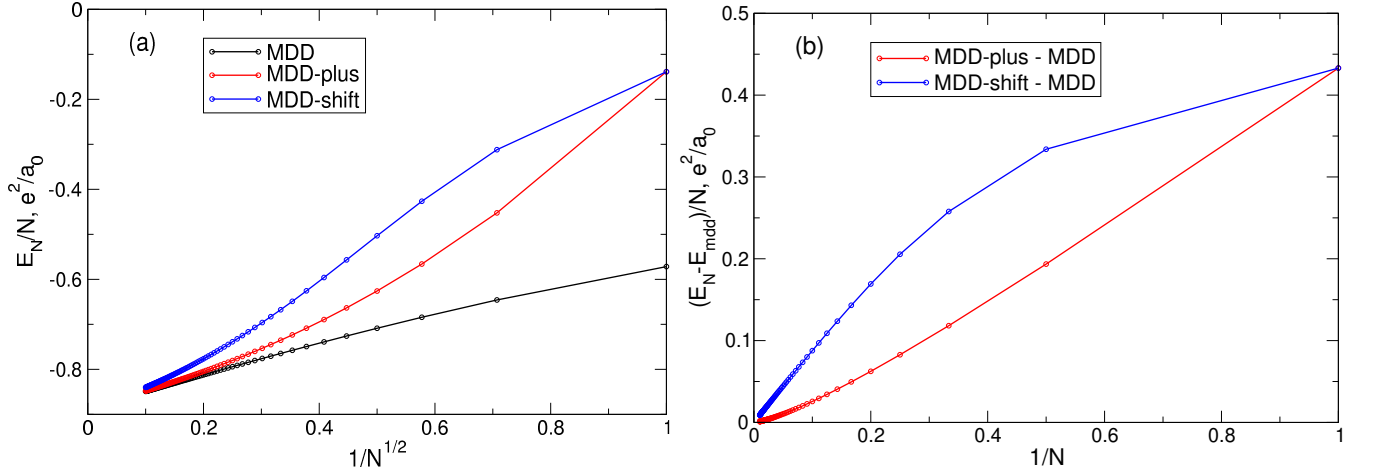 (a)
MDD
MDD-plus
MDD-shift
0
-0.2
-0.4
-0.6
-0.8
E_N/N, e^2/a_0
0 0.2 0.4 0.6 0.8 1
1/N^{1/2}
(b)
MDD-plus - MDD
MDD-shift - MDD
0.5
0.4
0.3
0.2
0.1
0
(E_N-E_{mdd})/N, e^2/a_0
0 0.2 0.4 0.6 0.8 1
1/N